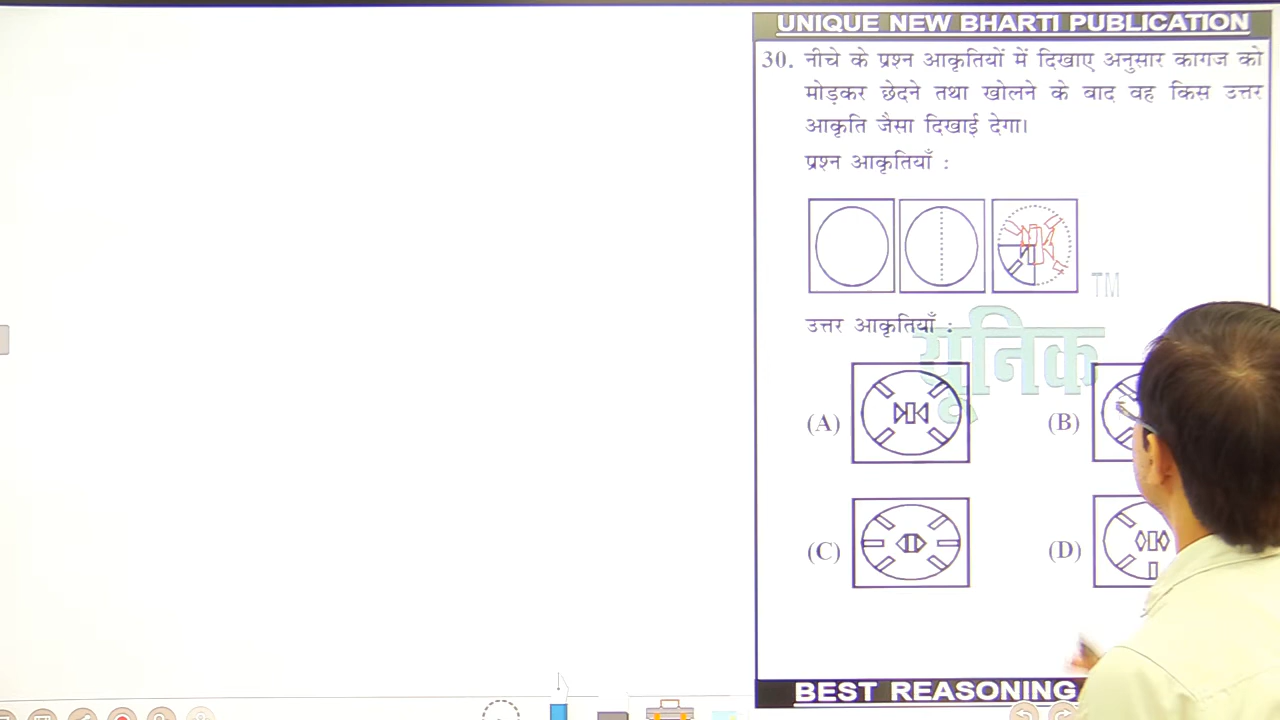 UNIQUE NEW BHARTI PUBLICATION
30. नीचे के प्रश्न आकृतियों में दिखाए अनुसार कागज को
मोड़कर छेदने तथा खोलने के बाद वह किस उत्तर
आकृति जैसा दिखाई देगा।
प्रश्न आकृतियाँ :
TM
उत्तर आकृतियाँ :
यूनिक
(A) (B)
(C) (D)
BEST REASONING